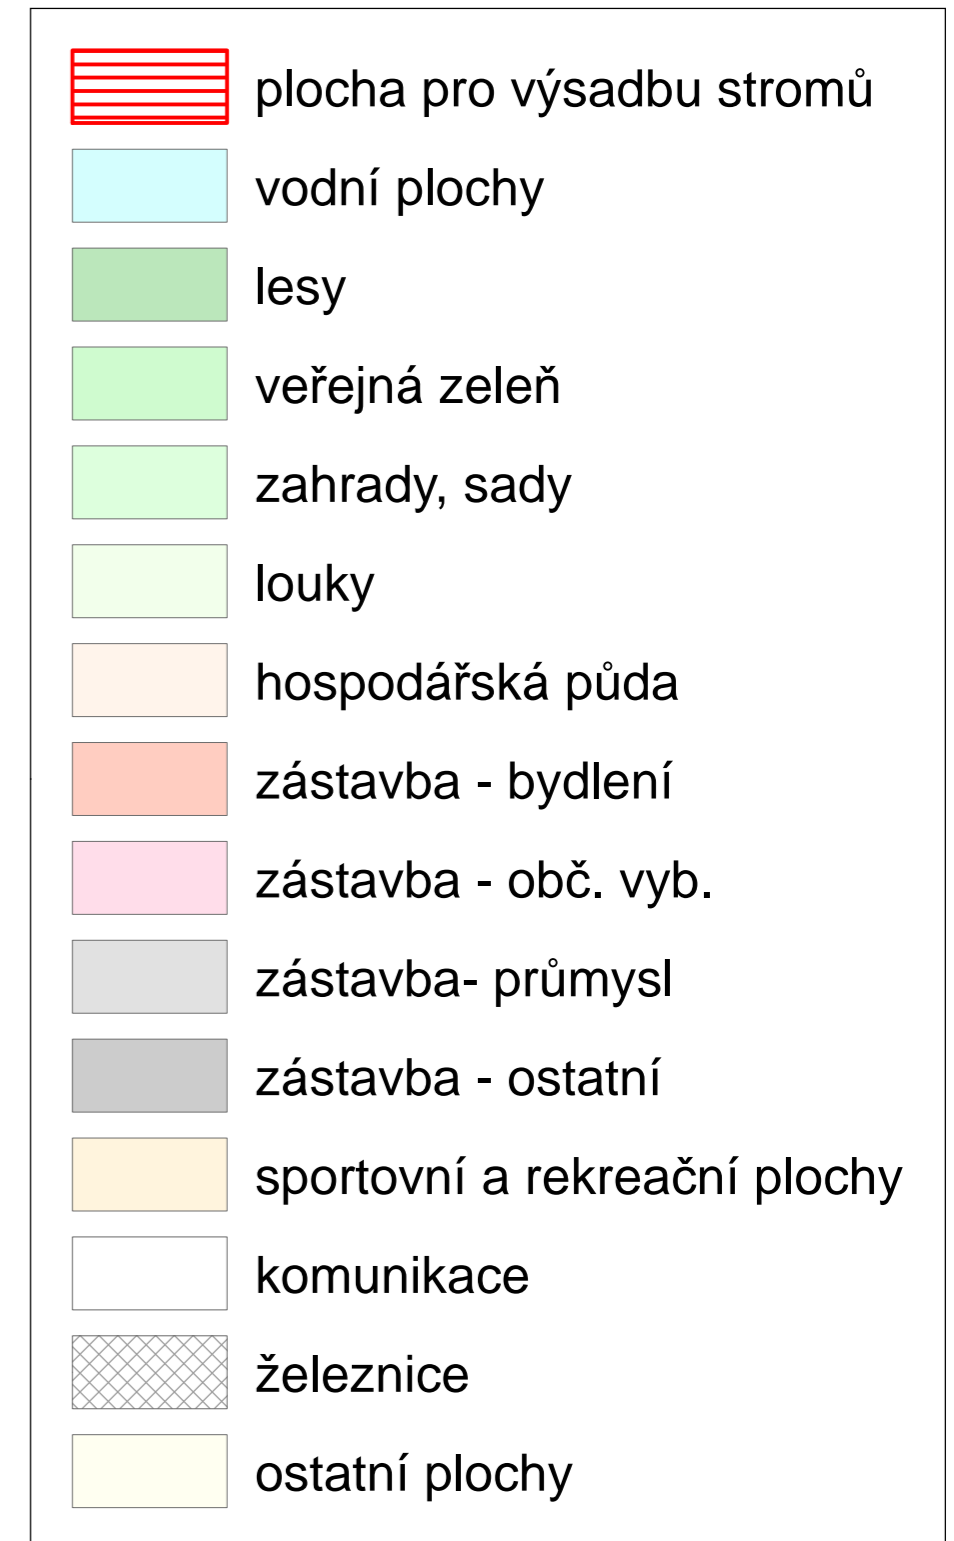 plocha pro výsadbu stromů
vodní plochy
lesy
veřejná zeleň
zahrady, sady
louky
hospodářská půda
zástavba - bydlení
zástavba - obč. vyb.
zástavba- průmysl
zástavba - ostatní
sportovní a rekreační plochy
komunikace
železnice
ostatní plochy